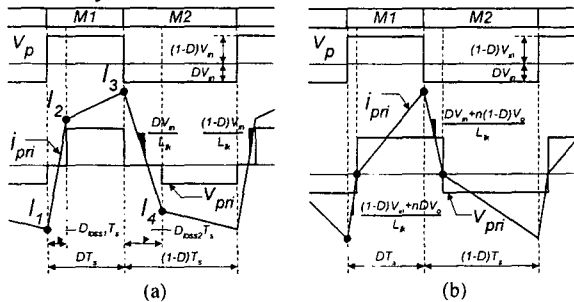 M1 M2
V_p
(1-D)V_in
DV_in
I_3
I_2
DV_in / L_lk
(1-D)V_in / L_lk
i_pri
V_pri
I_1
I_4
D_loss1T_s
D_loss2T_s
DT_s
(1-D)T_s
(a)
M1 M2
V_p
(1-D)V_in
DV_in
i_pri
DV_in+n(1-D)V_o / L_lk
(1-D)V_in+nDV_o / L_lk
V_pri
DT_s
(1-D)T_s
(b)